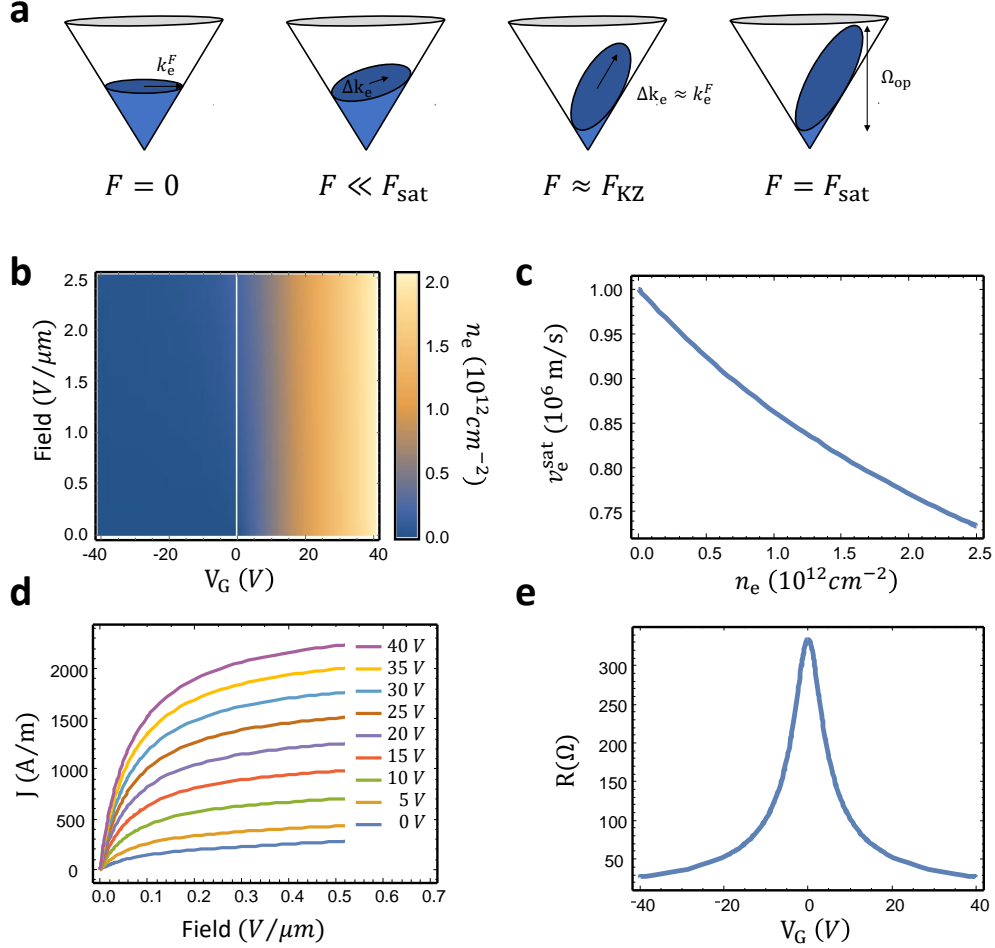 a
k_e^F
Δk_e
Δk_e ≈ k_e^F
Ω_op
F = 0
F ≪ F_sat
F ≈ F_KZ
F = F_sat
b
Field (V/μm)
2.5
2.0
1.5
1.0
0.5
0.0
-40
-20
0
20
40
V_G (V)
2.0
1.5
1.0
0.5
0.0
n_e (10^12 cm^−2)
c
v_e^sat (10^6 m/s)
1.00
0.95
0.90
0.85
0.80
0.75
0.0
0.5
1.0
1.5
2.0
2.5
n_e (10^12 cm^−2)
d
J (A/m)
2000
1500
1000
500
0
0.0
0.1
0.2
0.3
0.4
0.5
0.6
0.7
Field (V/μm)
40 V
35 V
30 V
25 V
20 V
15 V
10 V
5 V
0 V
e
R(Ω)
300
250
200
150
100
50
−40
−20
0
20
40
V_G (V)